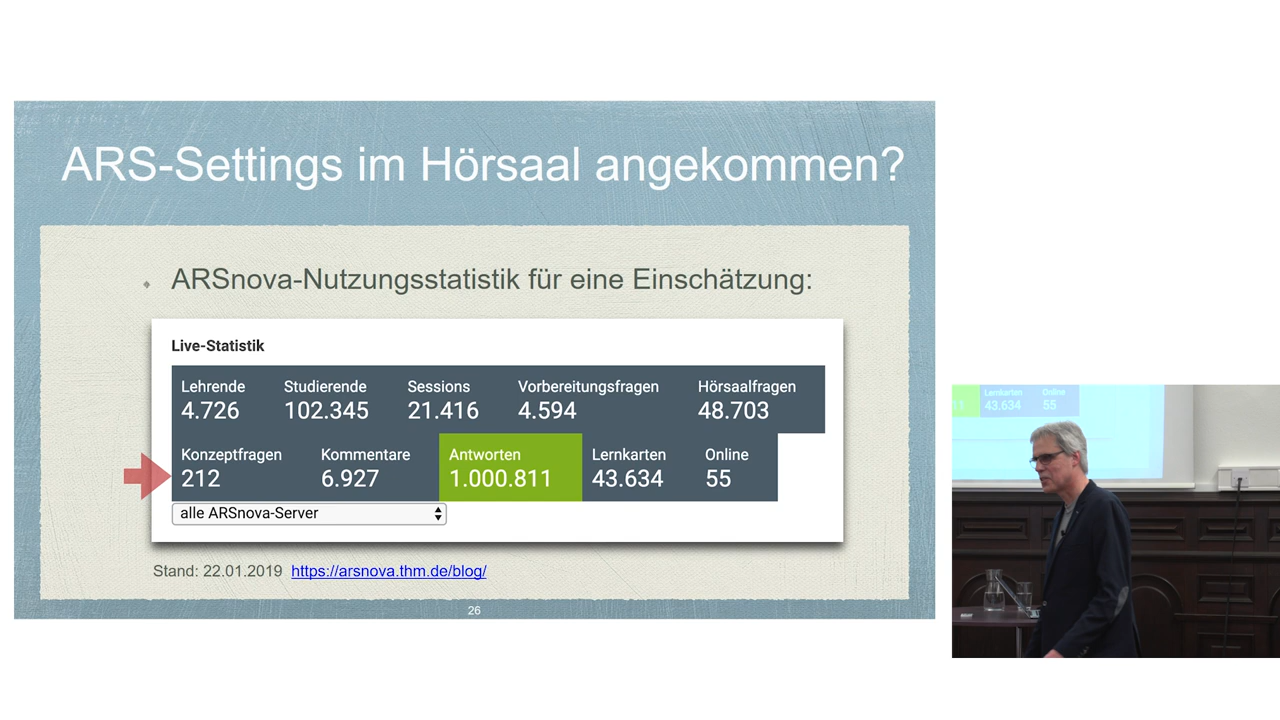 ARS-Settings im Hörsaal angekommen?
ARSnova-Nutzungsstatistik für eine Einschätzung:
Live-Statistik
Lehrende Studierende Sessions Vorbereitungsfragen Hörsaalfragen
4.726 102.345 21.416 4.594 48.703
Konzeptfragen Kommentare Antworten Lernkarten Online
212 6.927 1.000.811 43.634 55
alle ARSnova-Server
Stand: 22.01.2019 https://arsnova.thm.de/blog/
26
Lernkarten Online
43.634 55